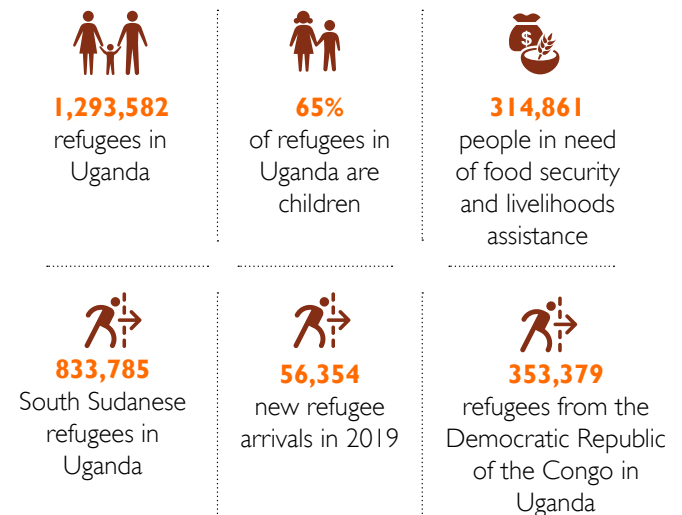 $
1,293,582
refugees in
Uganda
65%
of refugees in
Uganda are
children
314,861
people in need
of food security
and livelihoods
assistance
833,785
South Sudanese
refugees in
Uganda
56,354
new refugee
arrivals in 2019
353,379
refugees from the
Democratic Republic
of the Congo in
Uganda